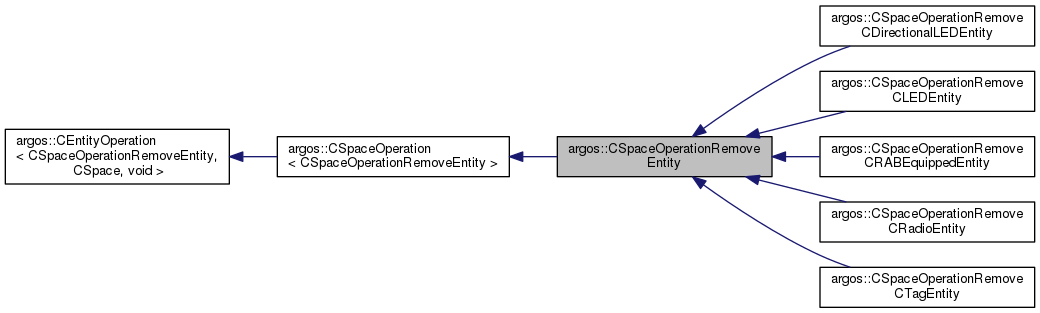 argos::CEntityOperation
< CSpaceOperationRemoveEntity,
CSpace, void >
argos::CSpaceOperation
< CSpaceOperationRemoveEntity >
argos::CSpaceOperationRemove
Entity
argos::CSpaceOperationRemove
CDirectionalLEDEntity
argos::CSpaceOperationRemove
CLEDEntity
argos::CSpaceOperationRemove
CRABEquippedEntity
argos::CSpaceOperationRemove
CRadioEntity
argos::CSpaceOperationRemove
CTagEntity